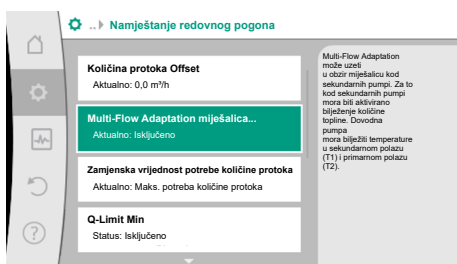 ..▸ Namještanje redovnog pogona
Količina protoka Offset
Aktualno: 0,0 m³/h
Multi-Flow Adaptation miješalica...
Aktualno: Isključeno
Zamjenska vrijednost potrebe količine protoka
Aktualno: Maks. potreba količine protoka
Q-Limit Min
Status: Isključeno
Multi-Flow Adaptation
može uzeti
u obzir miješalicu kod
sekundarnih pumpi. Za to
kod sekundarnih pumpi
mora biti aktivirano
bilježenje količine
topline. Dovodna
pumpa
mora bilježiti temperature
u sekundarnom polazu
(T1) i primarnom polazu
(T2).